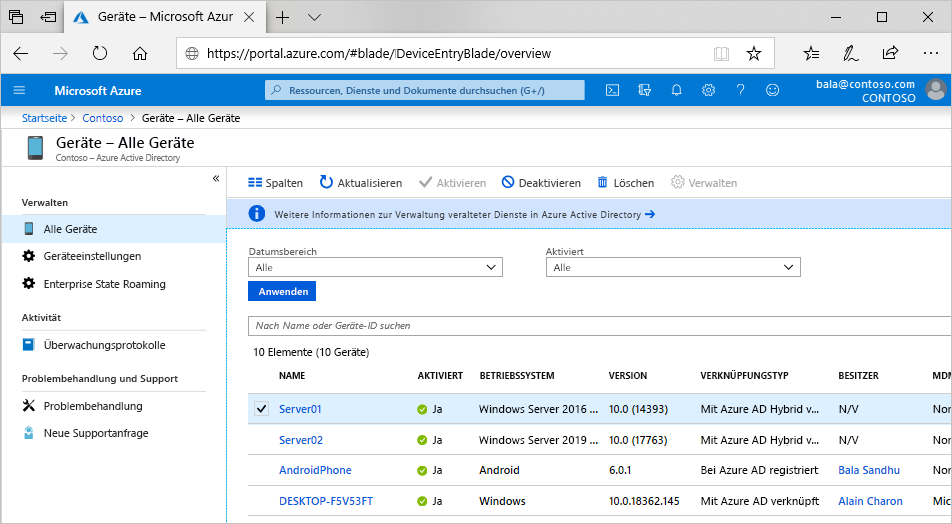 Geräte – Microsoft Azur
https://portal.azure.com/#blade/DeviceEntryBlade/overview
Microsoft Azure
Ressourcen, Dienste und Dokumente durchsuchen (G+/)
bala@contoso.com
CONTOSO
Startseite > Contoso > Geräte – Alle Geräte
Geräte – Alle Geräte
Contoso – Azure Active Directory
Verwalten
Alle Geräte
Geräteeinstellungen
Enterprise State Roaming
Aktivität
Überwachungsprotokolle
Problembehandlung und Support
Problembehandlung
Neue Supportanfrage
Spalten Aktualisieren Aktivieren Deaktivieren Löschen Verwalten
Weitere Informationen zur Verwaltung veralteter Dienste in Azure Active Directory →
Datumsbereich Aktiviert
Alle Alle
Anwenden
Nach Name oder Geräte-ID suchen
10 Elemente (10 Geräte)
NAME AKTIVIERT BETRIEBSSYSTEM VERSION VERKNÜPFUNGSTYP BESITZER MDM
Server01 Ja Windows Server 2016 ... 10.0 (14393) Mit Azure AD Hybrid v... N/V Nor
Server02 Ja Windows Server 2019 ... 10.0 (17763) Mit Azure AD Hybrid v... N/V Nor
AndroidPhone Ja Android 6.0.1 Bei Azure AD registriert Bala Sandhu Nor
DESKTOP-F5V53FT Ja Windows 10.0.18362.145 Mit Azure AD verknüpft Alain Charon Mic